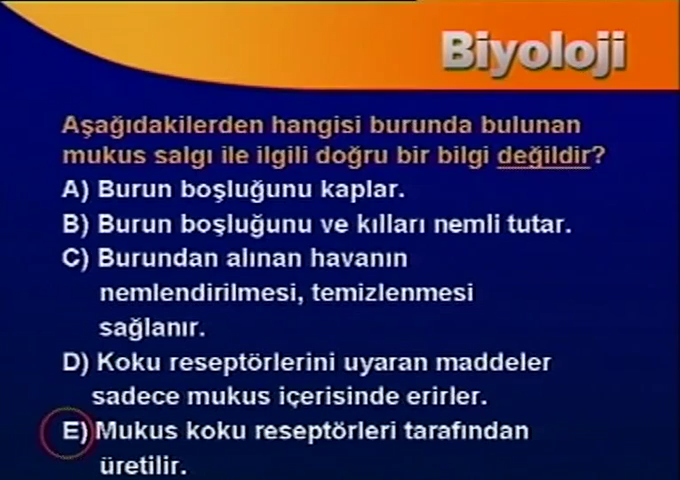 Biyoloji
Aşağıdakilerden hangisi burunda bulunan
mukus salgı ile ilgili doğru bir bilgi değildir?
A) Burun boşluğunu kaplar.
B) Burun boşluğunu ve kılları nemli tutar.
C) Burundan alınan havanın
nemlendirilmesi, temizlenmesi
sağlanır.
D) Koku reseptörlerini uyaran maddeler
sadece mukus içerisinde erirler.
E) Mukus koku reseptörleri tarafından
üretilir.